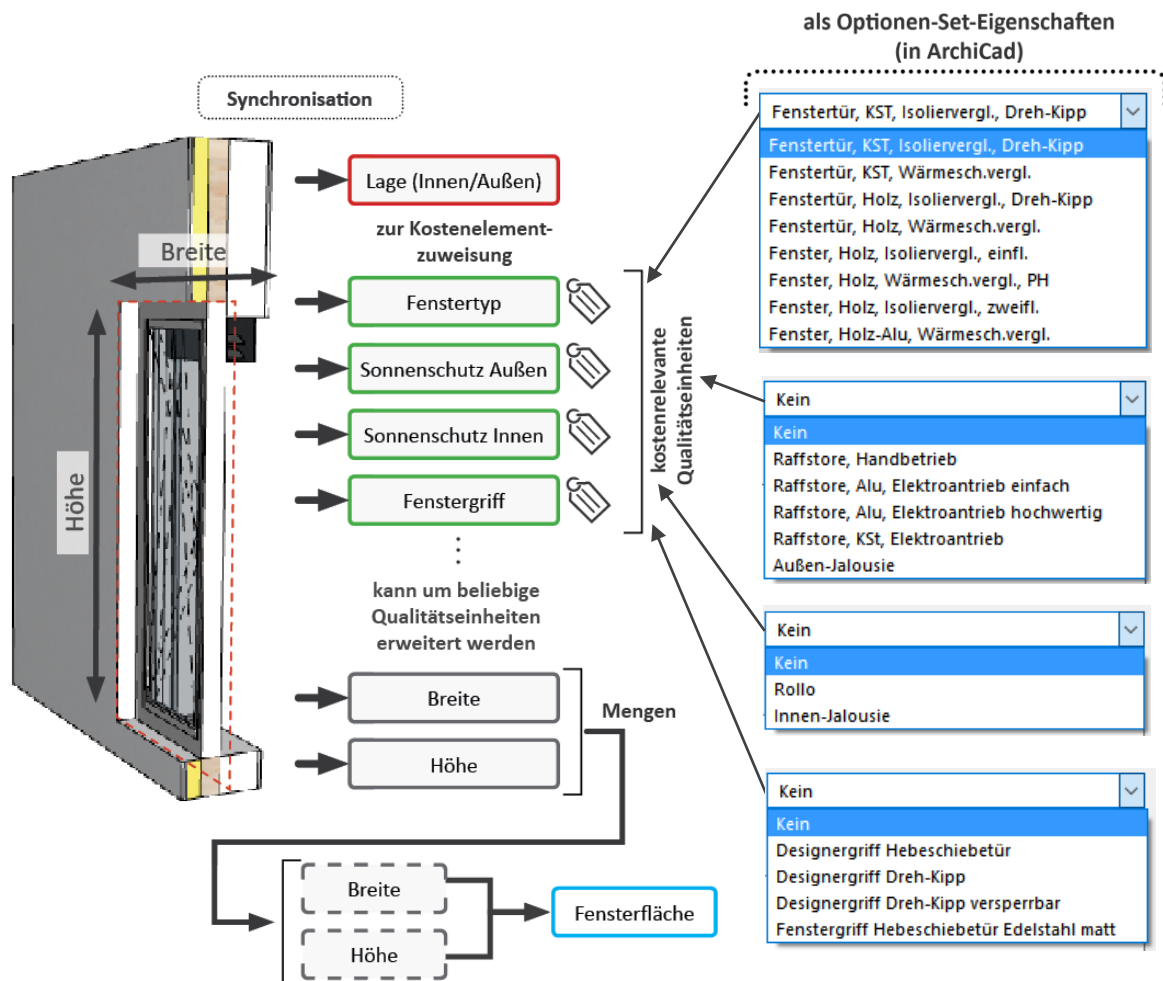 als Optionen-Set-Eigenschaften
(in ArchiCad)
Synchronisation
Breite
Höhe
Lage (Innen/Außen)
zur Kostenelement-
zuweisung
Fenstertyp
Sonnenschutz Außen
Sonnenschutz Innen
Fenstergriff
kann um beliebige
Qualitätseinheiten
erweitert werden
Breite
Höhe
Mengen
Breite
Höhe
Fensterfläche
kostenrelevante
Qualitätseinheiten
Fenstertür, KST, Isoliervergl., Dreh-Kipp
Fenstertür, KST, Isoliervergl., Dreh-Kipp
Fenstertür, KST, Wärmesch.vergl.
Fenstertür, Holz, Isoliervergl., Dreh-Kipp
Fenstertür, Holz, Wärmesch.vergl.
Fenster, Holz, Isoliervergl., einfl.
Fenster, Holz, Wärmesch.vergl., PH
Fenster, Holz, Isoliervergl., zweifl.
Fenster, Holz-Alu, Wärmesch.vergl.
Kein
Kein
Raffstore, Handbetrieb
Raffstore, Alu, Elektroantrieb einfach
Raffstore, Alu, Elektroantrieb hochwertig
Raffstore, KSt, Elektroantrieb
Außen-Jalousie
Kein
Kein
Rollo
Innen-Jalousie
Kein
Kein
Designergriff Hebeschiebetür
Designergriff Dreh-Kipp
Designergriff Dreh-Kipp versperrbar
Fenstergriff Hebeschiebetür Edelstahl matt